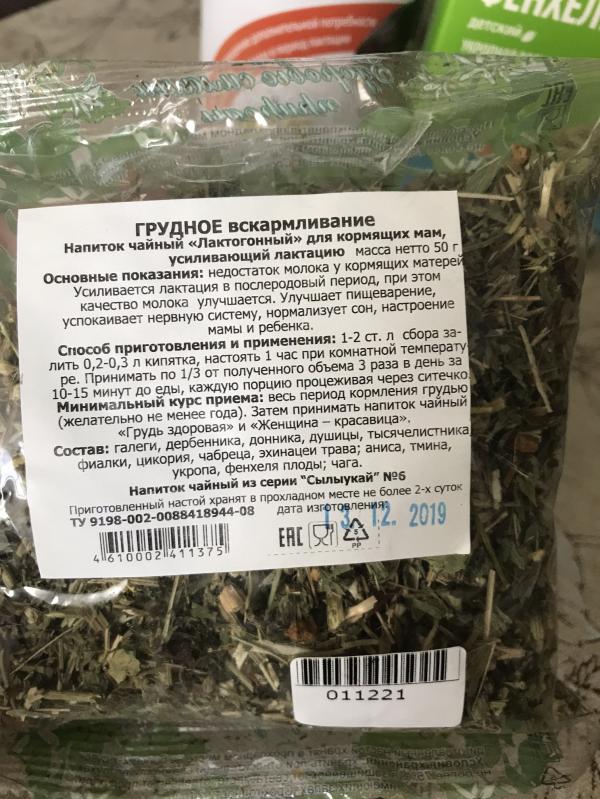 ФЕНХЕЛ
детский
ГРУДНОЕ вскармливание
Напиток чайный «Лактогонный» для кормящих мам,
усиливающий лактацию масса нетто 50 г
Основные показания: недостаток молока у кормящих матерей
Усиливается лактация в послеродовый период, при этом
качество молока улучшается. Улучшает пищеварение,
успокаивает нервную систему, нормализует сон, настроение
мамы и ребенка.
Способ приготовления и применения: 1-2 ст. л сбора за-
лить 0,2-0,3 л кипятка, настоять 1 час при комнатной температу
ре. Принимать по 1/3 от полученного объема 3 раза в день за
10-15 минут до еды, каждую порцию процеживая через ситечко
Минимальный курс приема: весь период кормления грудью
(желательно не менее года). Затем принимать напиток чайный
«Грудь здоровая» и «Женщина – красавица».
Состав: галеги, дербенника, донника, душицы, тысячелистника
фиалки, цикория, чабреца, эхинацеи трава; аниса, тмина,
укропа, фенхеля плоды; чага.
Напиток чайный из серии "Сылыукай" №6
Приготовленный настой хранят в прохладном месте не более 2-х суток
ТУ 9198-002-0088418944-08 дата изготовления:
13. 12. 2019
4 610002 411375
EAC
5
PP
011221